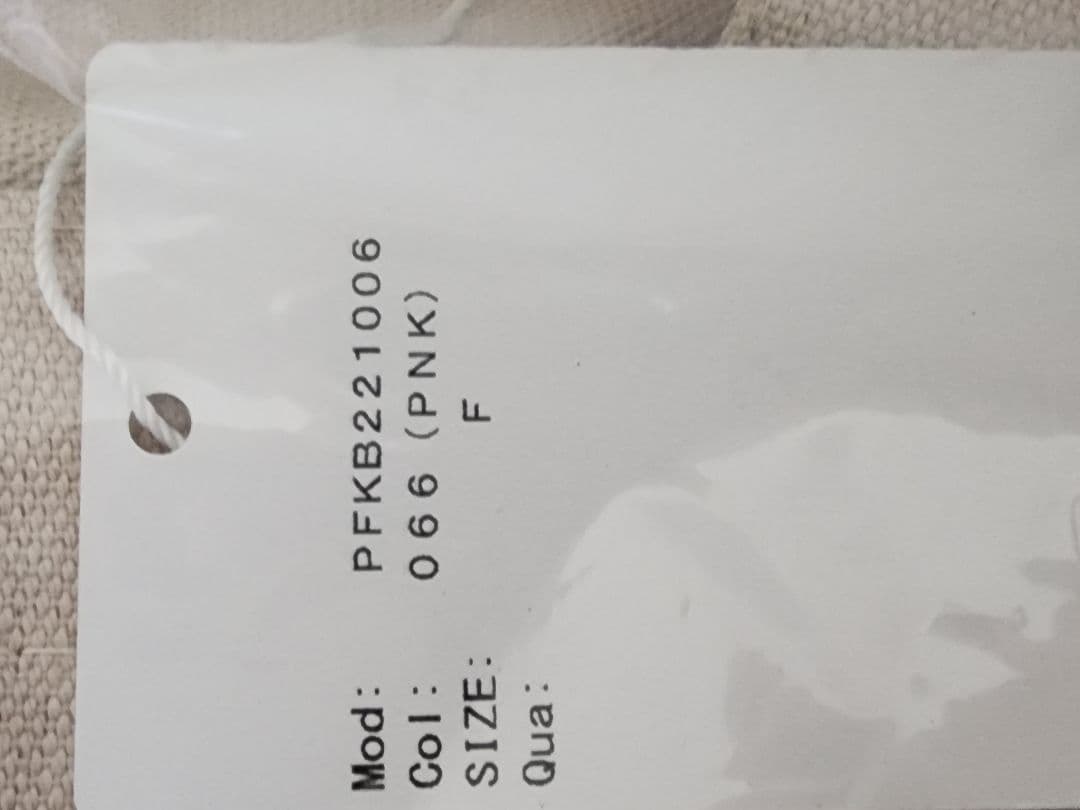 Mod: PFKB221006
Col: 066 (PNK)
SIZE: F
Qua: